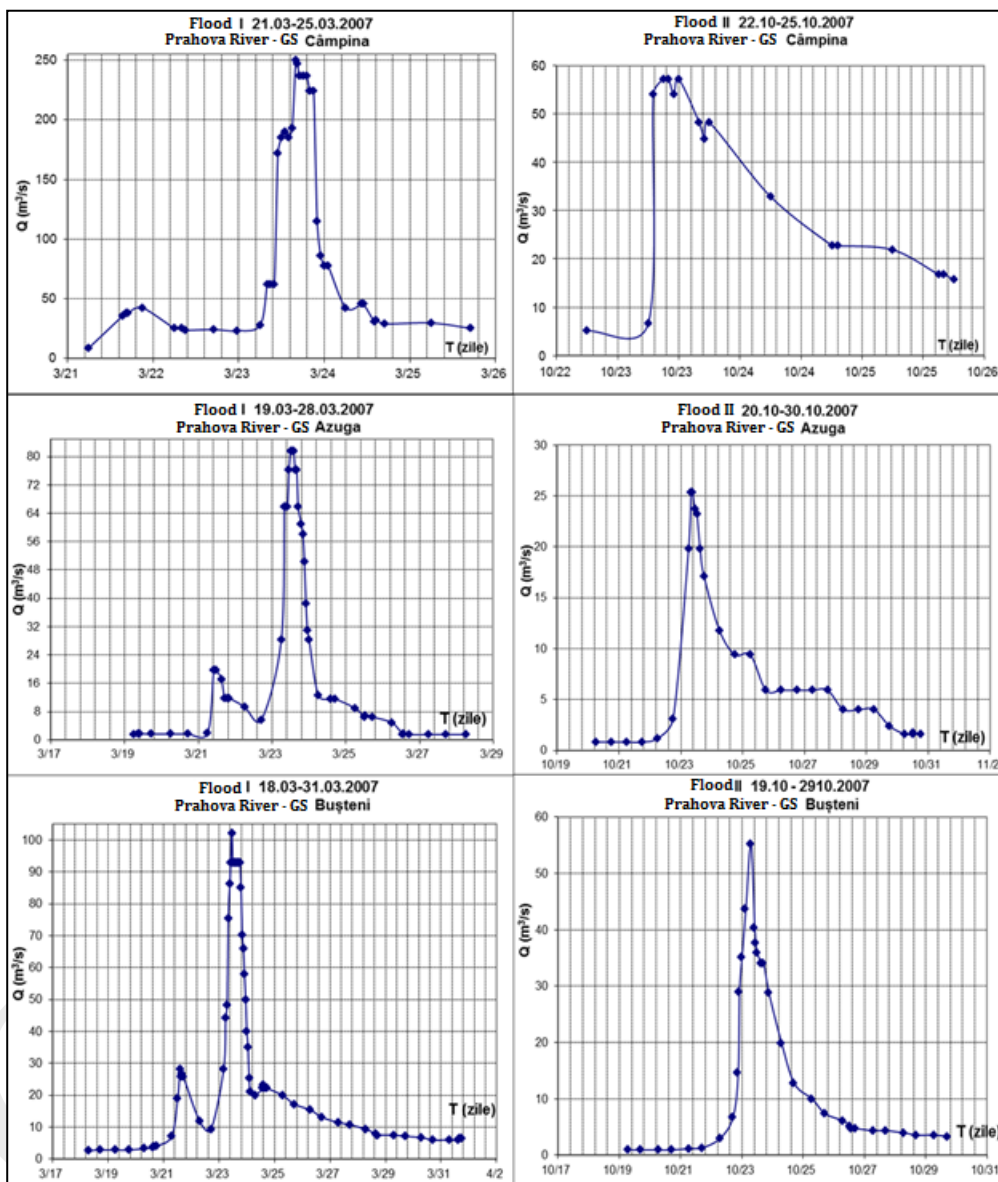 Flood I 21.03-25.03.2007
Prahova River - GS Câmpina
250
200
150
100
50
0
Q (m³/s)
T (zile)
3/21 3/22 3/23 3/24 3/25 3/26
Flood II 22.10-25.10.2007
Prahova River - GS Câmpina
60
50
40
30
20
10
0
Q (m³/s)
T (zile)
10/22 10/23 10/23 10/24 10/24 10/25 10/25 10/26
Flood I 19.03-28.03.2007
Prahova River - GS Azuga
80
72
64
56
48
40
32
24
16
8
0
Q (m³/s)
T (zile)
3/17 3/19 3/21 3/23 3/25 3/27 3/29
Flood II 20.10-30.10.2007
Prahova River - GS Azuga
30
25
20
15
10
5
0
Q (m³/s)
T (zile)
10/19 10/21 10/23 10/25 10/27 10/29 10/31 11/2
Flood I 18.03-31.03.2007
Prahova River - GS Bușteni
100
90
80
70
60
50
40
30
20
10
0
Q (m³/s)
T (zile)
3/17 3/19 3/21 3/23 3/25 3/27 3/29 3/31 4/2
Flood II 19.10 - 2910.2007
Prahova River - GS Bușteni
60
50
40
30
20
10
0
Q (m³/s)
T (zile)
10/17 10/19 10/21 10/23 10/25 10/27 10/29 10/31